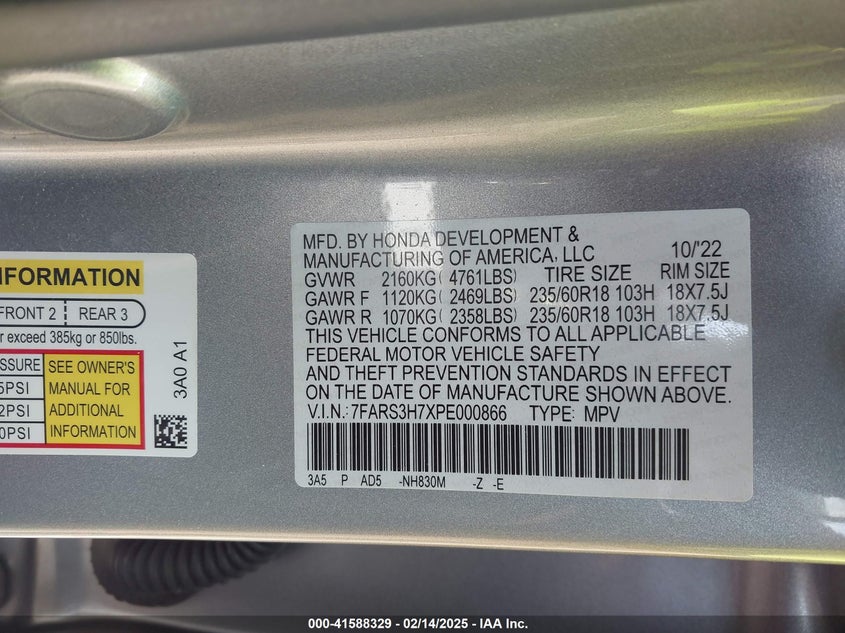 INFORMATION
FRONT 2 | REAR 3
exceed 385kg or 850lbs.
SEE OWNER'S
MANUAL FOR
ADDITIONAL
INFORMATION
3A0 A1
MFD. BY HONDA DEVELOPMENT &
MANUFACTURING OF AMERICA, LLC 10/'22
GVWR 2160KG( 4761LBS) TIRE SIZE RIM SIZE
GAWR F 1120KG( 2469LBS) 235/60R18 103H 18X7.5J
GAWR R 1070KG( 2358LBS) 235/60R18 103H 18X7.5J
THIS VEHICLE CONFORMS TO ALL APPLICABLE
FEDERAL MOTOR VEHICLE SAFETY
AND THEFT PREVENTION STANDARDS IN EFFECT
ON THE DATE OF MANUFACTURE SHOWN ABOVE.
V.I.N.: 7FARS3H7XPE000866 TYPE: MPV
3A5 P AD5 -NH830M -Z -E
000-41588329 - 02/14/2025 - IAA Inc.